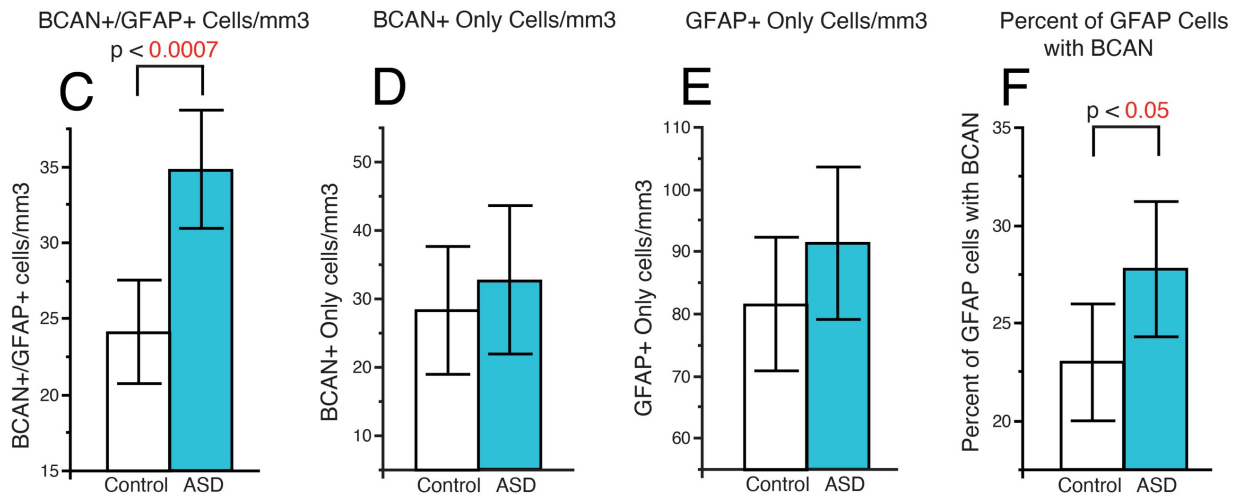 BCAN+/GFAP+ Cells/mm3
p < 0.0007
C
BCAN+/GFAP+ cells/mm3
35
30
25
20
15
Control ASD
BCAN+ Only Cells/mm3
D
BCAN+ Only cells/mm3
50
40
30
20
10
Control ASD
GFAP+ Only Cells/mm3
E
GFAP+ Only cells/mm3
110
100
90
80
70
60
Control ASD
Percent of GFAP Cells
with BCAN
F
p < 0.05
Percent of GFAP cells with BCAN
35
25
20
Control ASD